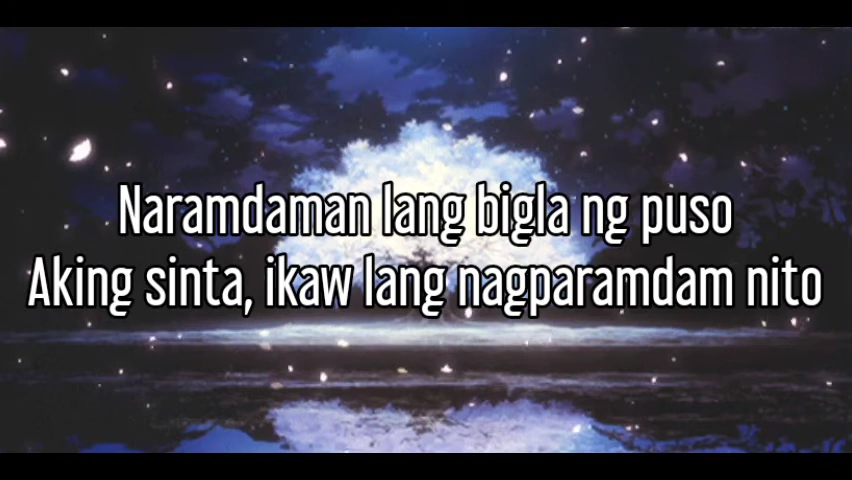 Naramdaman lang bigla ng puso
Aking sinta, ikaw lang nagparamdam nito